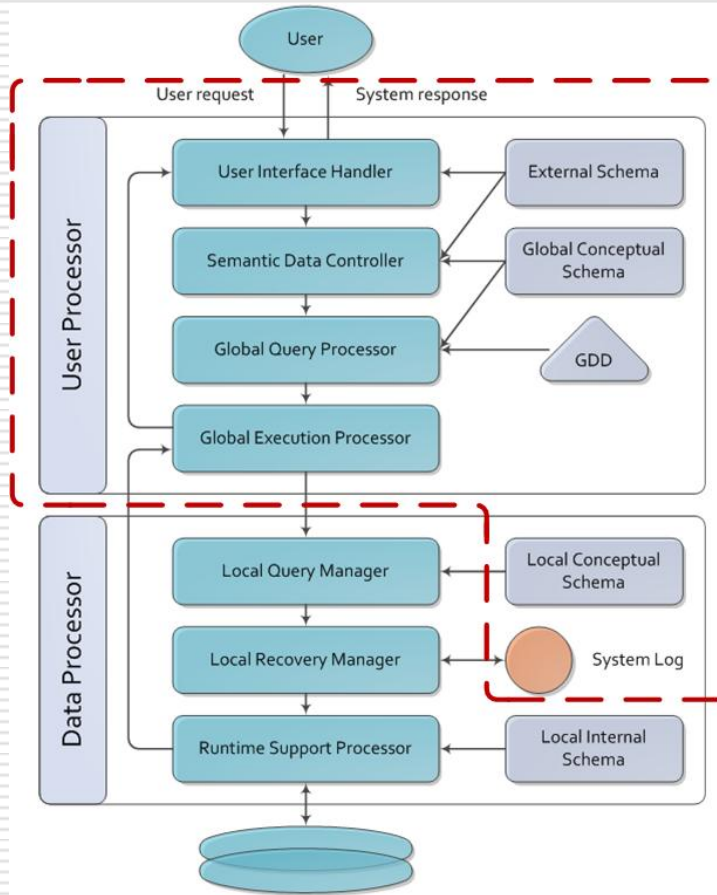 User
User request
System response
User Processor
User Interface Handler
External Schema
Semantic Data Controller
Global Conceptual
Schema
Global Query Processor
GDD
Global Execution Processor
Data Processor
Local Query Manager
Local Conceptual
Schema
Local Recovery Manager
System Log
Runtime Support Processor
Local Internal
Schema